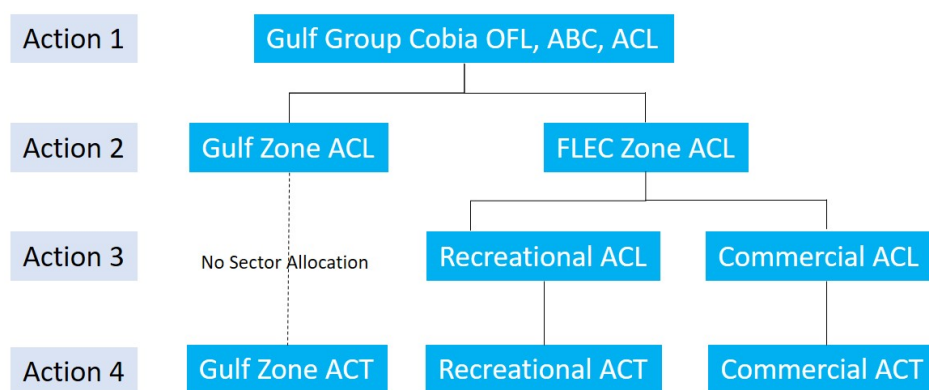 Action 1
Gulf Group Cobia OFL, ABC, ACL
Action 2
Gulf Zone ACL
FLEC Zone ACL
Action 3
No Sector Allocation
Recreational ACL
Commercial ACL
Action 4
Gulf Zone ACT
Recreational ACT
Commercial ACT